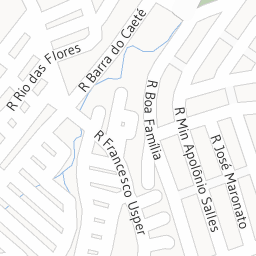 R Rio das Flores
R Barra do Caeté
R Boa Família
R Min Apolônio Salles
R José Maronato
R Francesco Usper